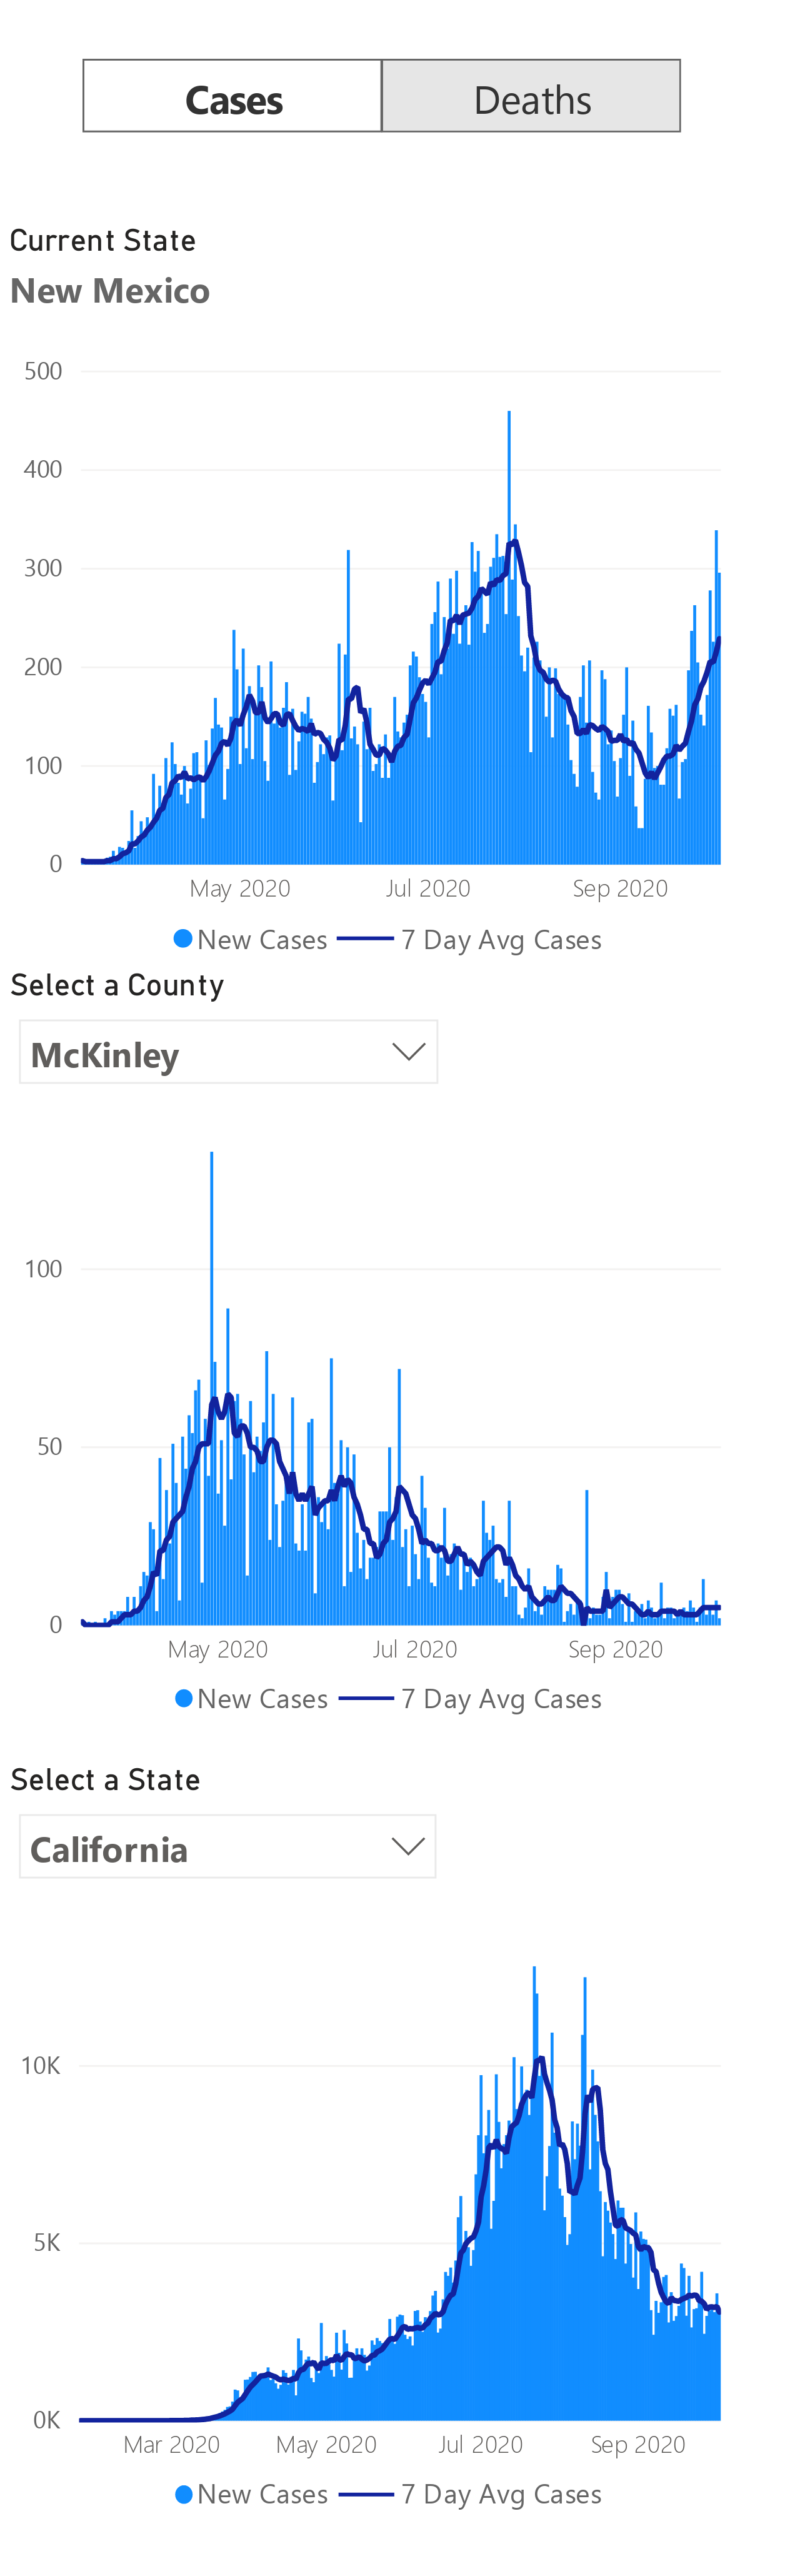 Cases Deaths
Current State
New Mexico
500
400
300
200
100
0
May 2020 Jul 2020 Sep 2020
New Cases 7 Day Avg Cases
Select a County
McKinley
100
50
0
May 2020 Jul 2020 Sep 2020
New Cases 7 Day Avg Cases
Select a State
California
10K
5K
0K
Mar 2020 May 2020 Jul 2020 Sep 2020
New Cases 7 Day Avg Cases